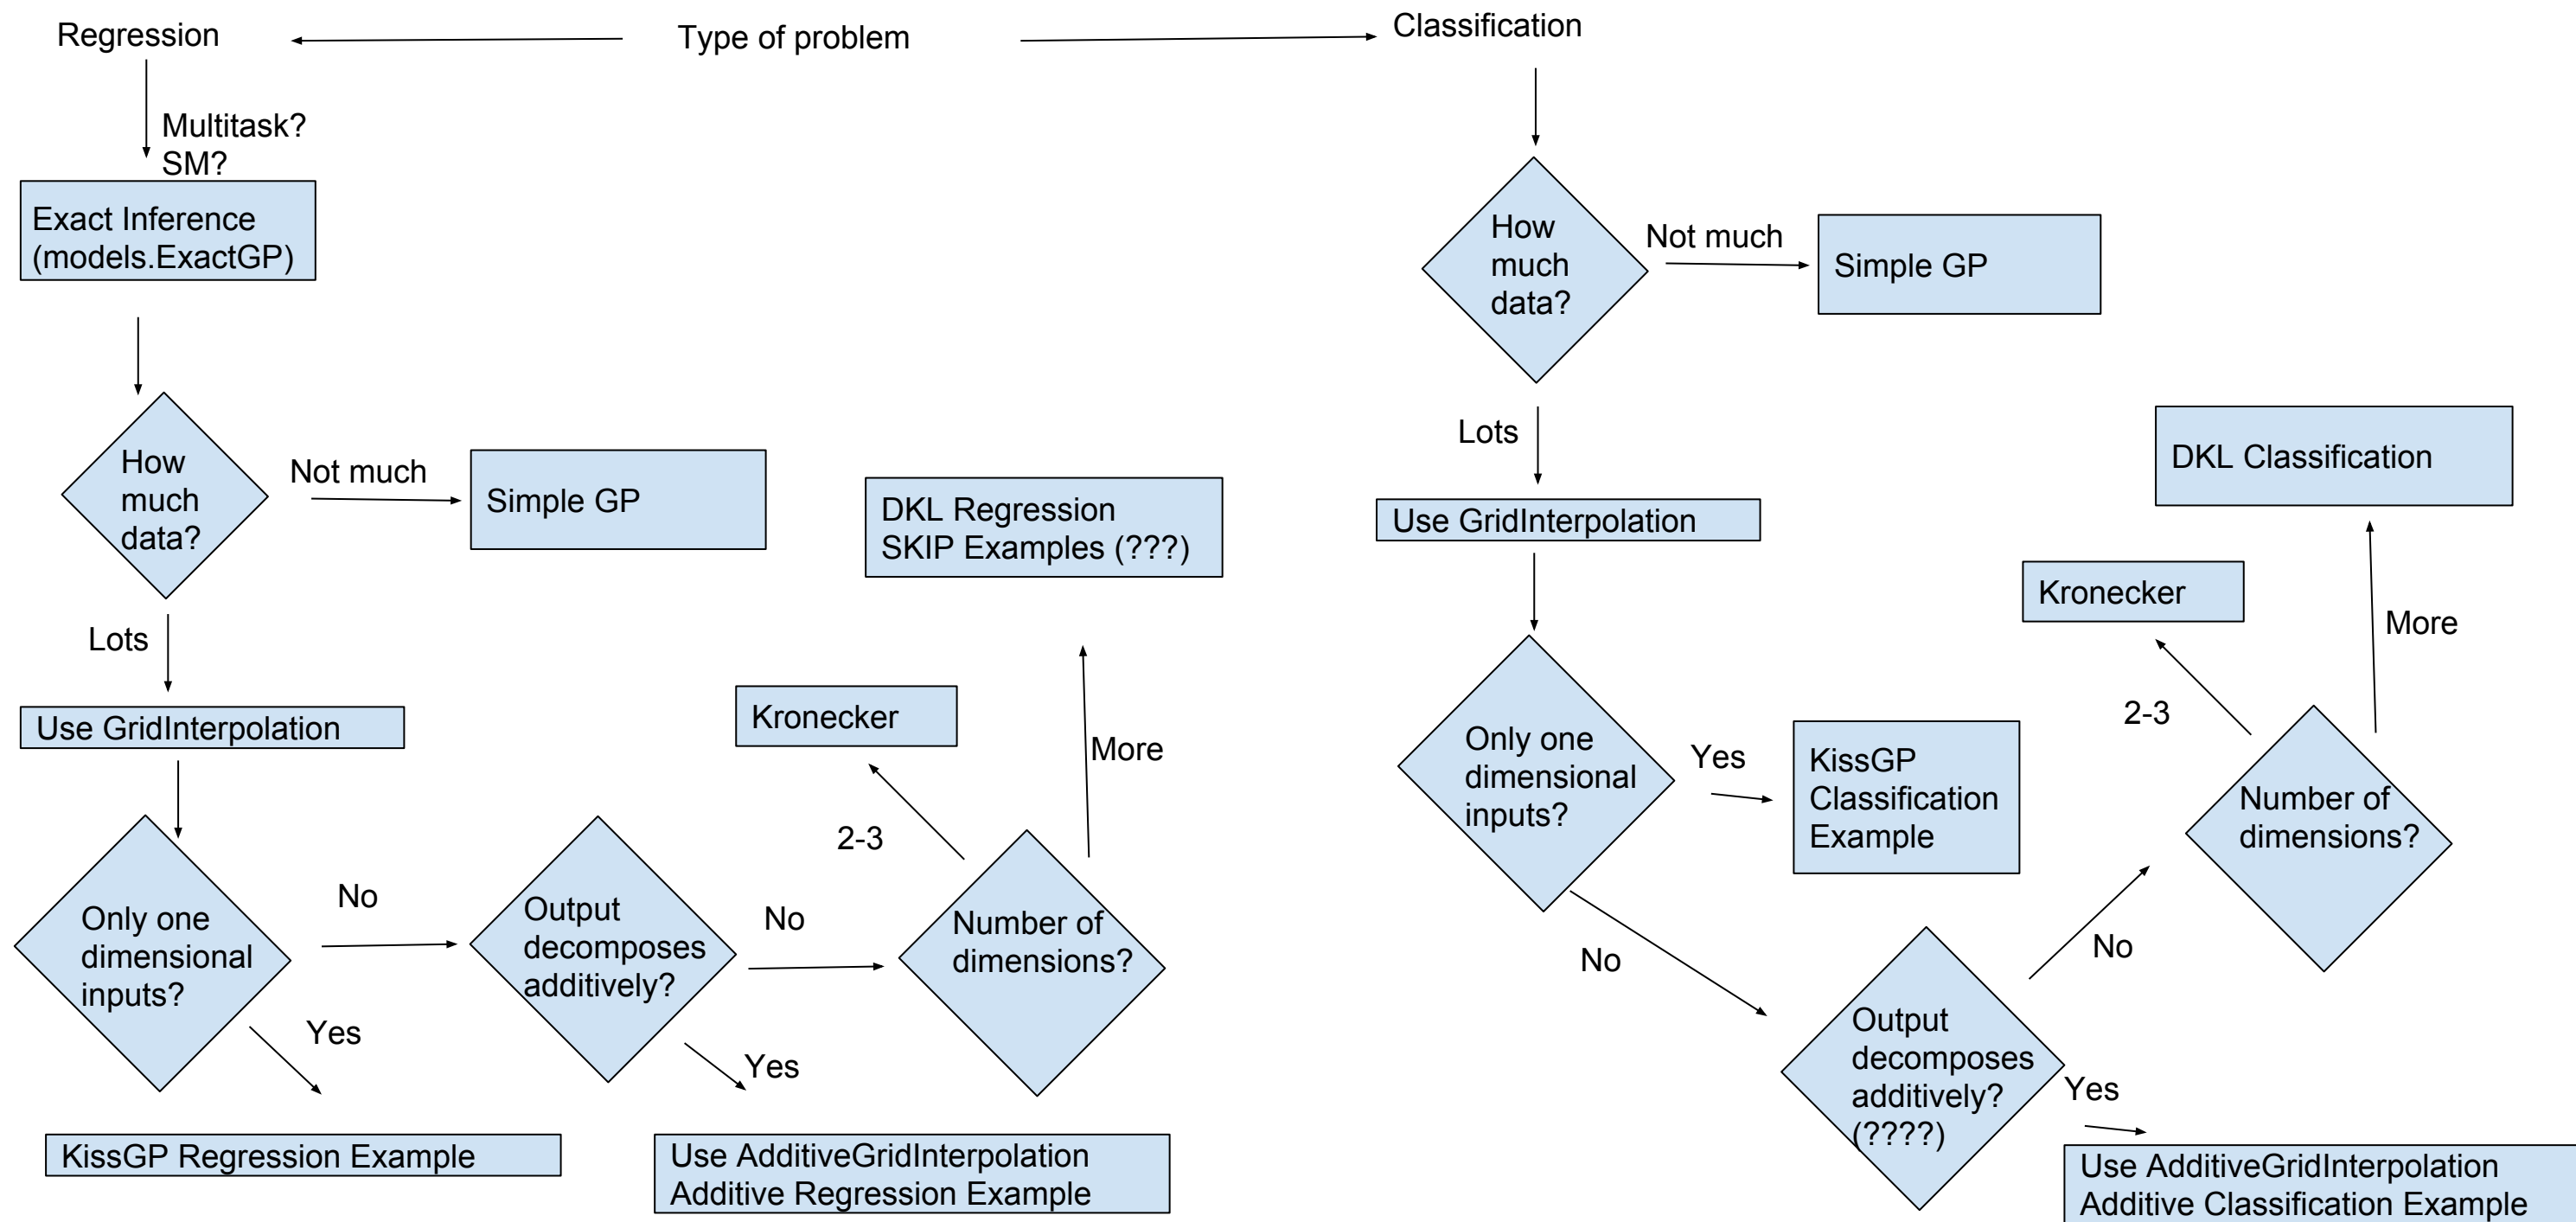 Regression
Type of problem
Classification
Multitask?
SM?
Exact Inference
(models.ExactGP)
How
much
data?
Not much
Simple GP
Lots
Use GridInterpolation
Only one
dimensional
inputs?
No
Yes
KissGP Regression Example
Output
decomposes
additively?
No
Yes
Use AdditiveGridInterpolation
Additive Regression Example
Number of
dimensions?
2-3
Kronecker
More
DKL Regression
SKIP Examples (???)
How
much
data?
Not much
Simple GP
Lots
Use GridInterpolation
Only one
dimensional
inputs?
Yes
KissGP
Classification
Example
No
Output
decomposes
additively?
(????)
Yes
Use AdditiveGridInterpolation
Additive Classification Example
No
Number of
dimensions?
2-3
Kronecker
More
DKL Classification